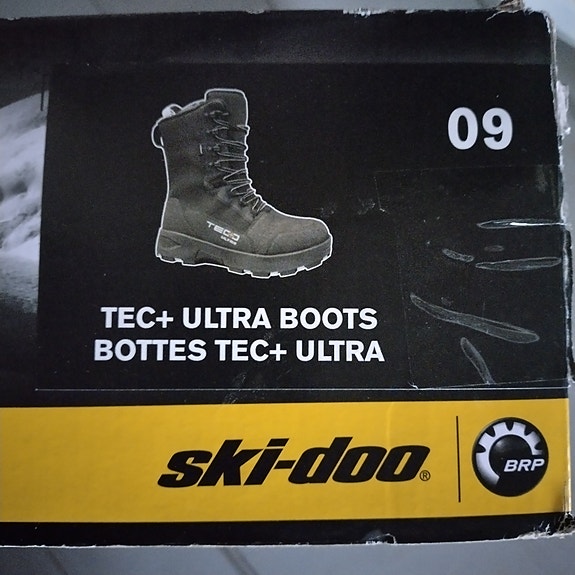 09
TEC+ ULTRA BOOTS
BOTTES TEC+ ULTRA
ski-doo®
BRP